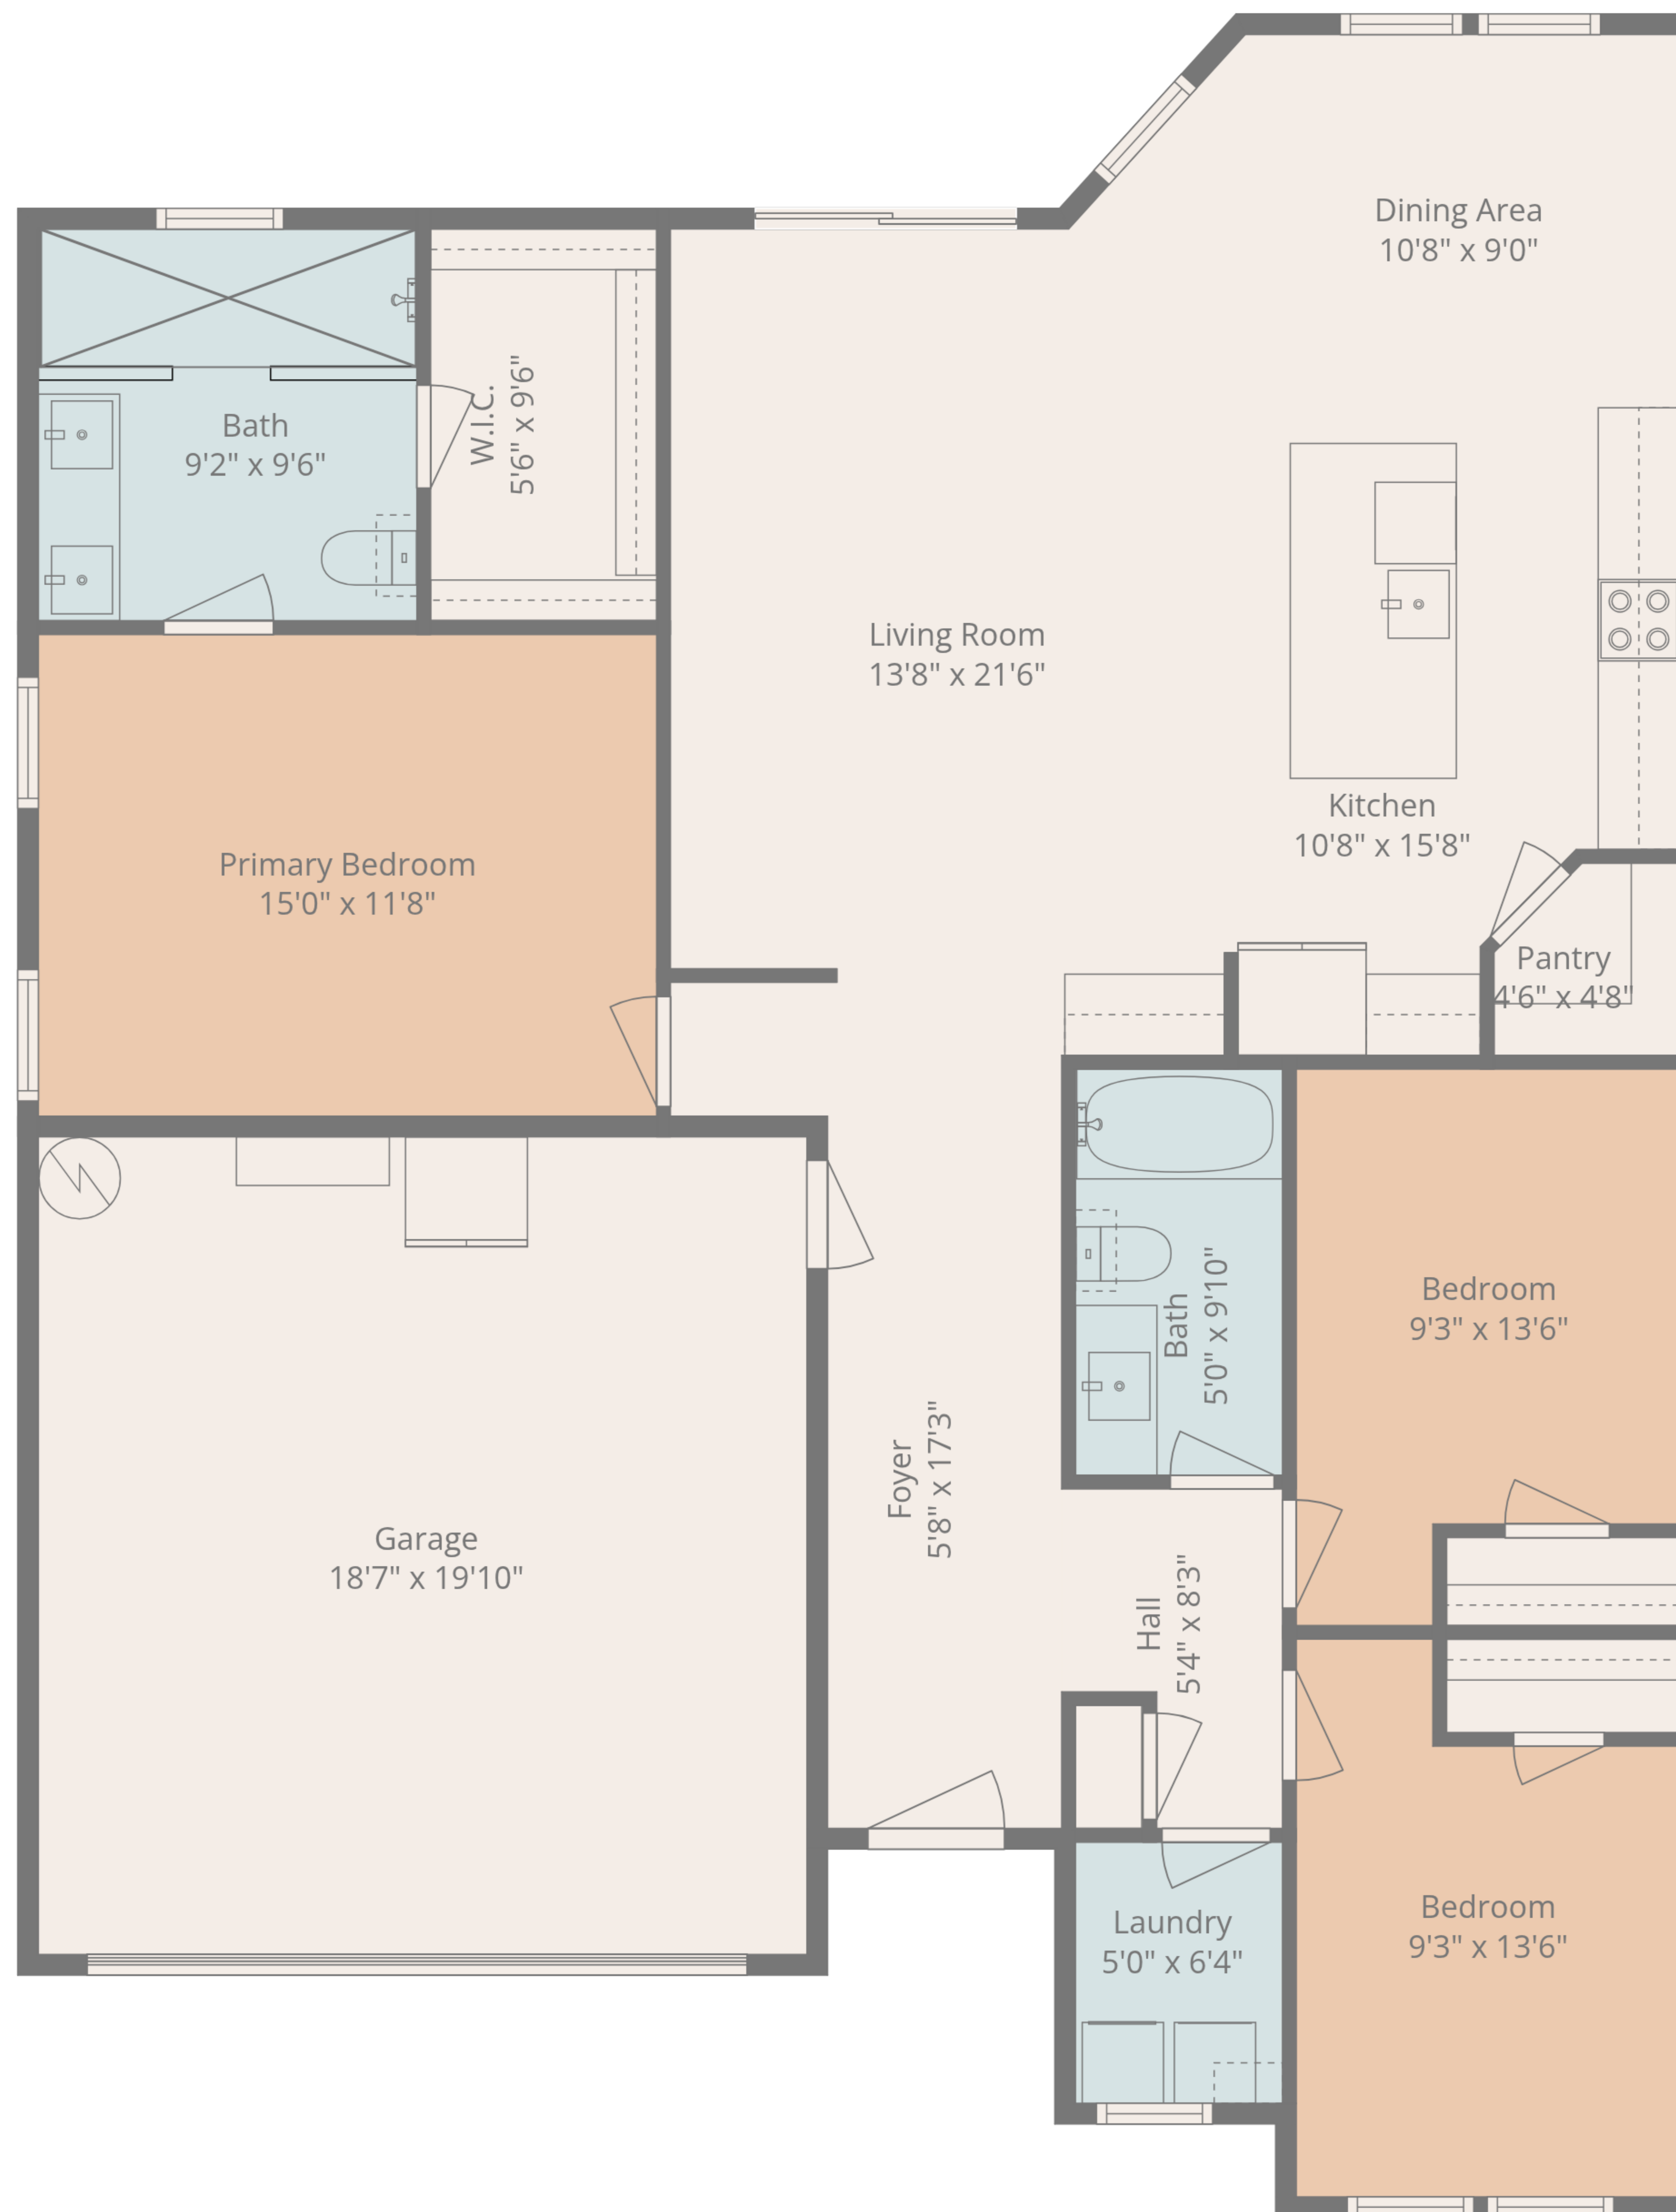 Dining Area
10'8" x 9'0"
Bath
9'2" x 9'6"
W.I.C.
5'6" x 9'6"
Living Room
13'8" x 21'6"
Kitchen
10'8" x 15'8"
Primary Bedroom
15'0" x 11'8"
Pantry
4'6" x 4'8"
Bath
5'0" x 9'10"
Bedroom
9'3" x 13'6"
Foyer
5'8" x 17'3"
Garage
18'7" x 19'10"
Hall
5'4" x 8'3"
Laundry
5'0" x 6'4"
Bedroom
9'3" x 13'6"